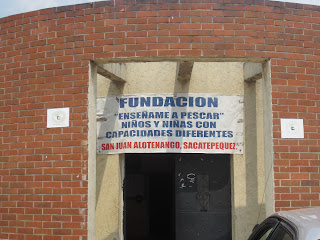 FUNDACION
"ENSEÑAME A PESCAR"
NIÑOS Y NIÑAS CON
CAPACIDADES DIFERENTES
SAN JUAN ALOTENANGO, SACATEPEQUEZ.